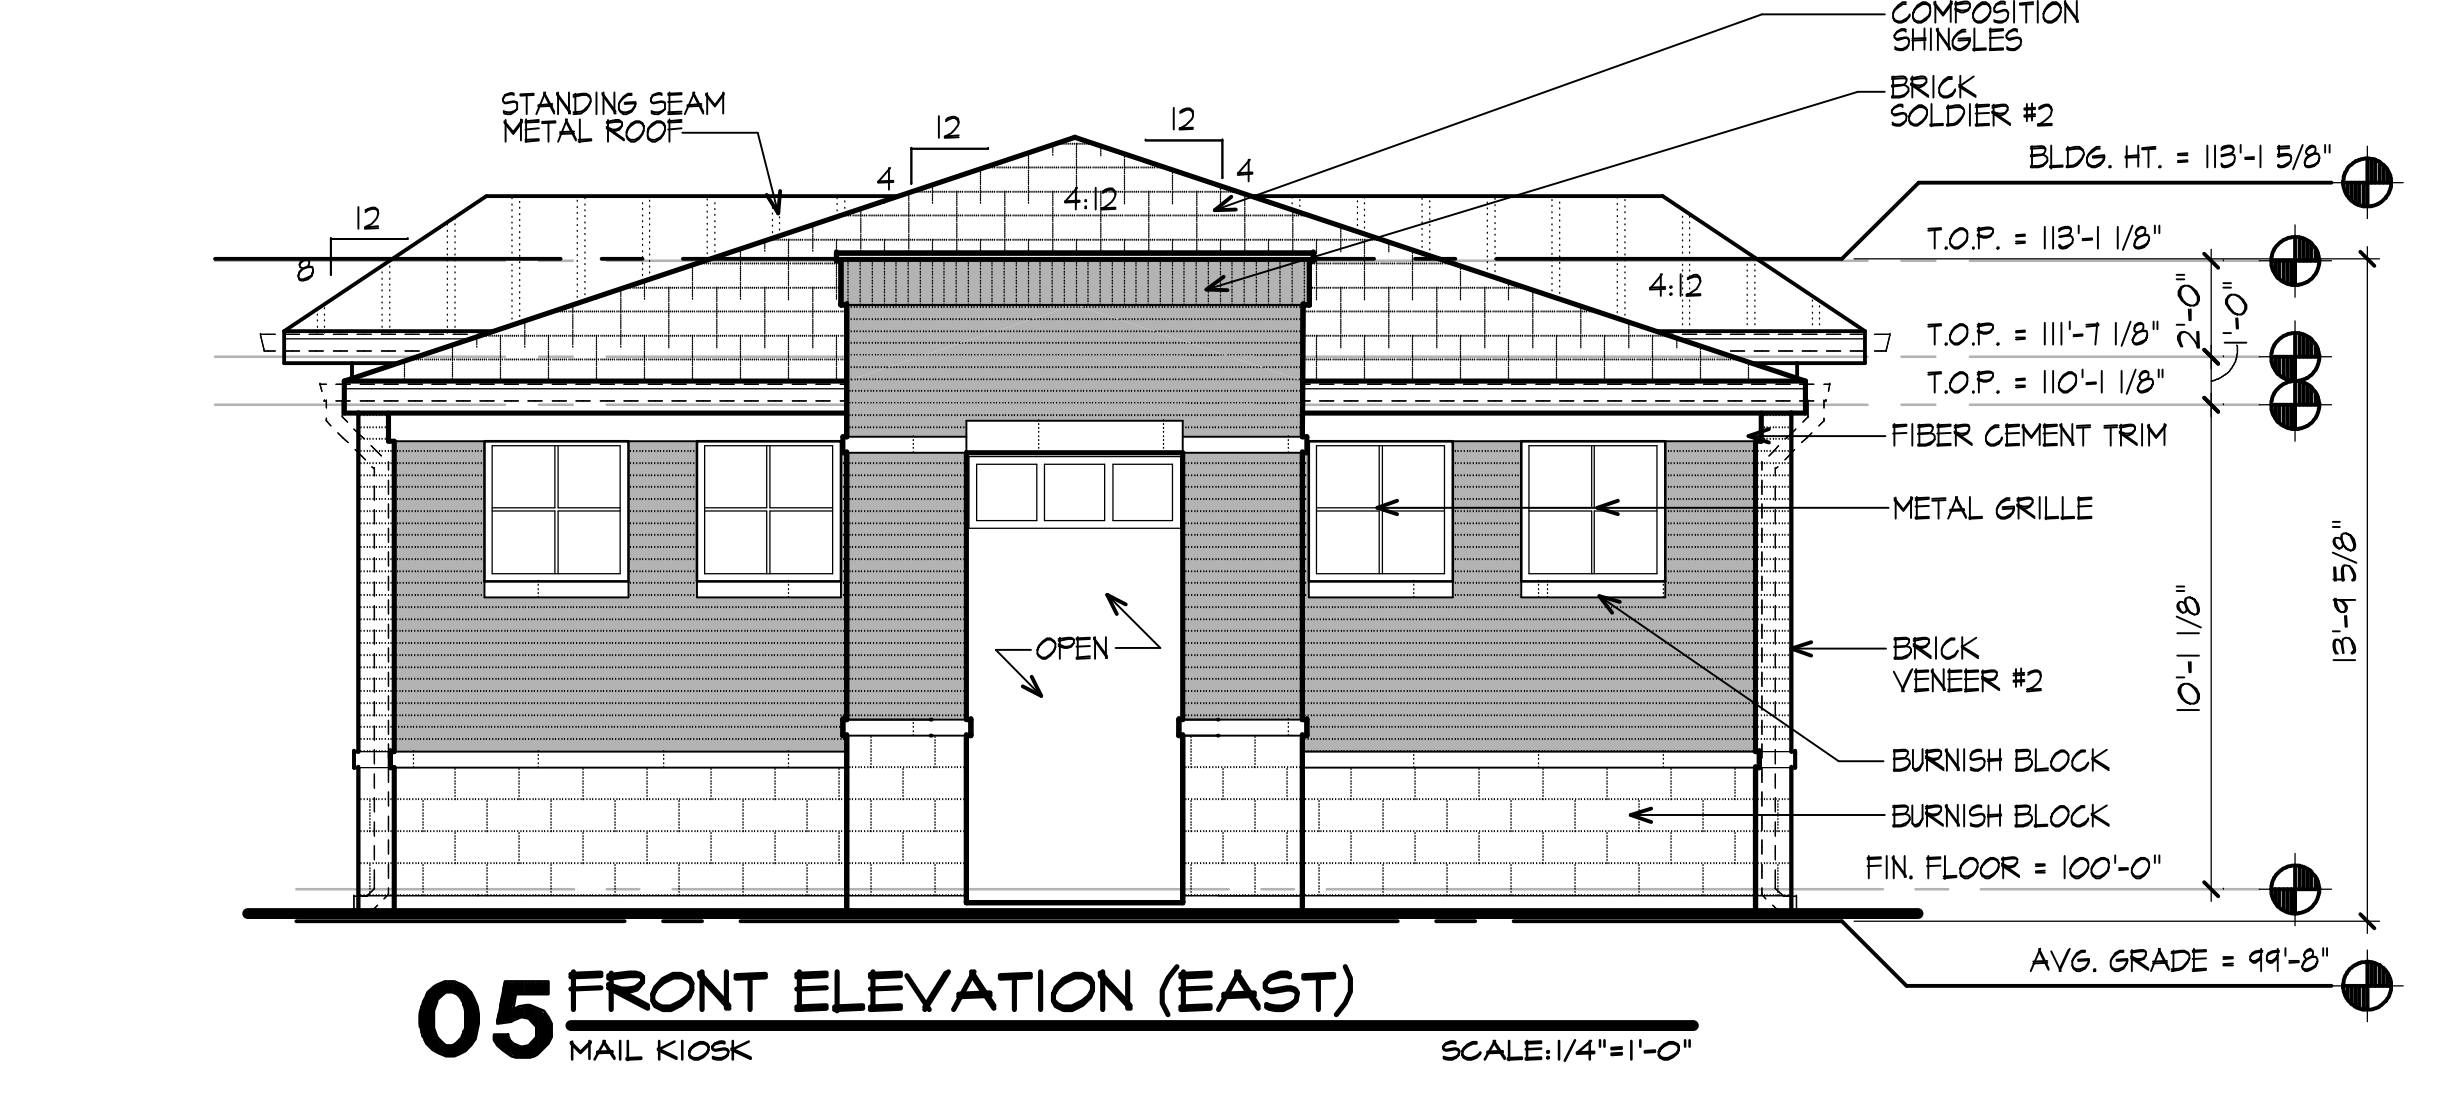 COMPOSITION
SHINGLES
STANDING SEAM
METAL ROOF
BRICK
SOLDIER #2
12
12
4
4
4:12
BLDG. HT. = 113'-1 5/8"
12
8
T.O.P. = 113'-1 1/8"
4:12
2'-0"
1'-0"
T.O.P. = 111'-7 1/8"
T.O.P. = 110'-1 1/8"
FIBER CEMENT TRIM
METAL GRILLE
13'-9 5/8"
10'-1 1/8"
OPEN
BRICK
VENEER #2
BURNISH BLOCK
BURNISH BLOCK
FIN. FLOOR = 100'-0"
AVG. GRADE = 99'-8"
05 FRONT ELEVATION (EAST)
MAIL KIOSK
SCALE:1/4"=1'-0"